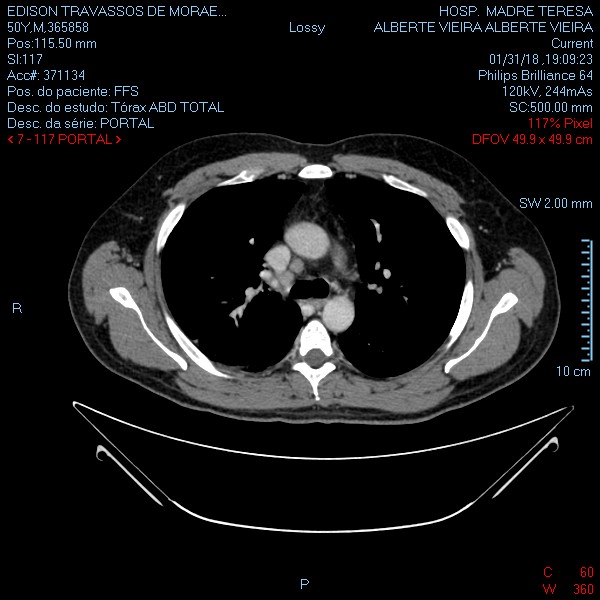 EDISON TRAVASSOS DE MORAE...
50Y,M,365858
Pos:115.50 mm
SI:117
Acc#: 371134
Pos. do paciente: FFS
Desc. do estudo: Tórax ABD TOTAL
Desc. da série: PORTAL
< 7 - 117 PORTAL >
Lossy
HOSP. MADRE TERESA
ALBERTE VIEIRA ALBERTE VIEIRA
Current
01/31/18 ,19:09:23
Philips Brilliance 64
120kV, 244mAs
SC:500.00 mm
117% Pixel
DFOV 49.9 x 49.9 cm
SW 2.00 mm
R
10 cm
P
C 60
W 360